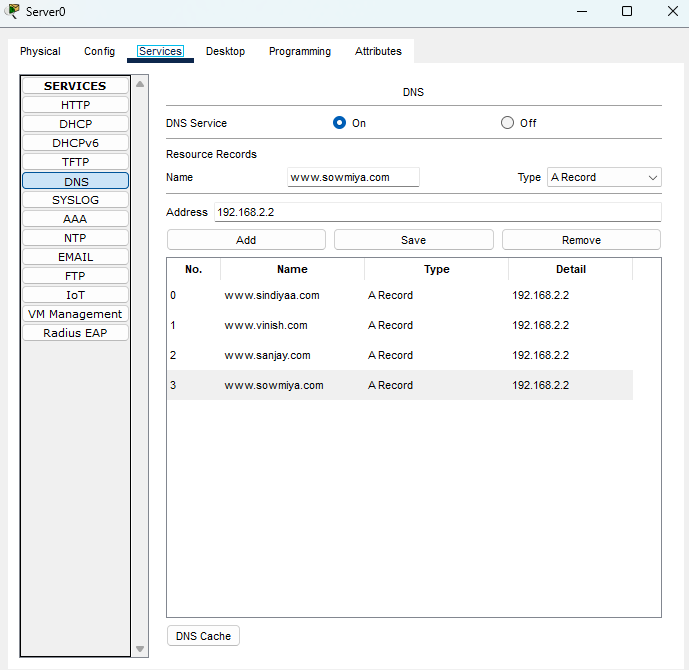 Server0
Physical Config Services Desktop Programming Attributes
SERVICES
HTTP
DHCP
DHCPv6
TFTP
DNS
SYSLOG
AAA
NTP
EMAIL
FTP
IoT
VM Management
Radius EAP
DNS
DNS Service On Off
Resource Records
Name www.sowmiya.com Type A Record
Address 192.168.2.2
Add Save Remove
No. Name Type Detail
0 www.sindiyaa.com A Record 192.168.2.2
1 www.vinish.com A Record 192.168.2.2
2 www.sanjay.com A Record 192.168.2.2
3 www.sowmiya.com A Record 192.168.2.2
DNS Cache